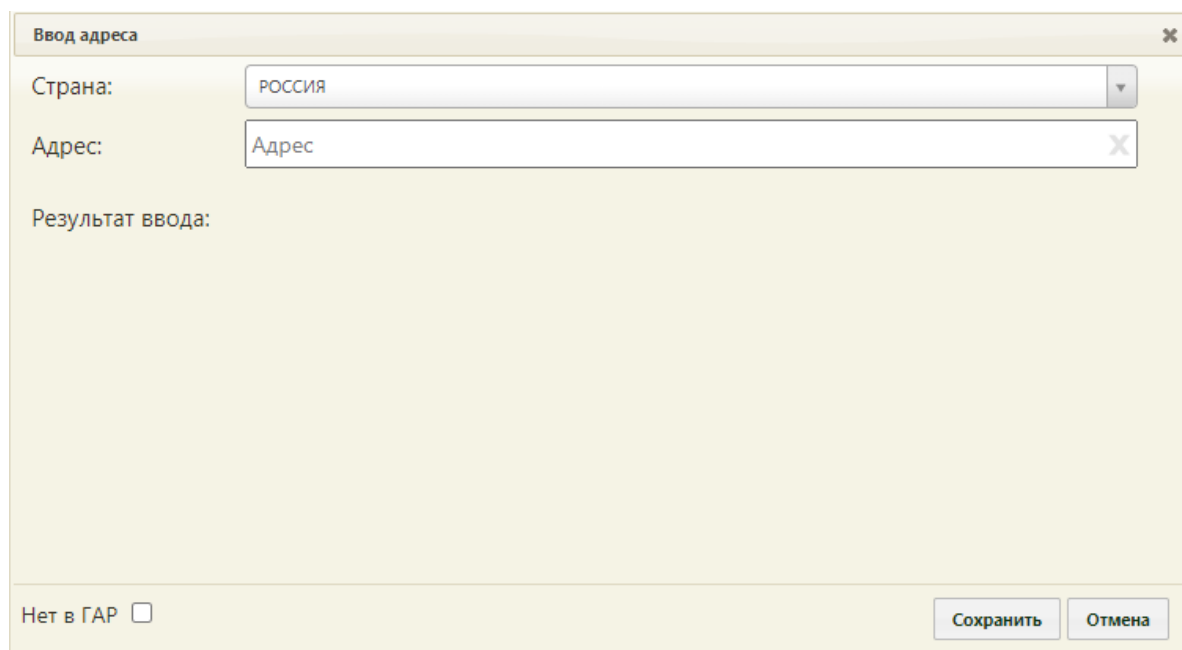 Ввод адреса
Страна: РОССИЯ
Адрес: Адрес
Результат ввода:
Нет в ГАР Сохранить Отмена